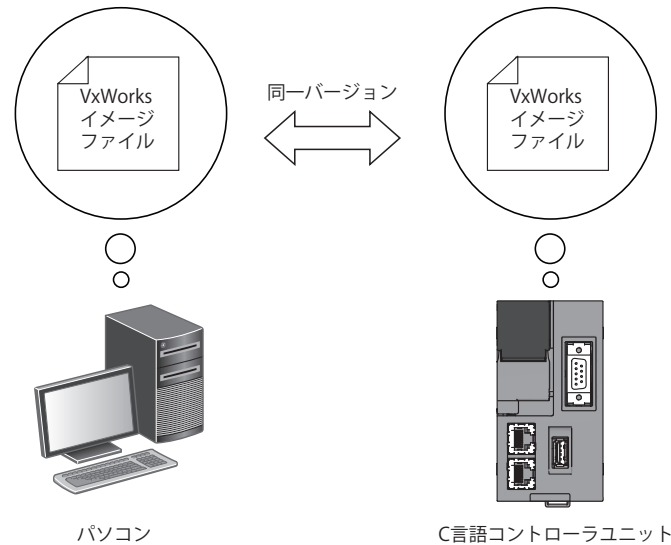 VxWorks
イメージ
ファイル
同一バージョン
VxWorks
イメージ
ファイル
パソコン
C言語コントローラユニット